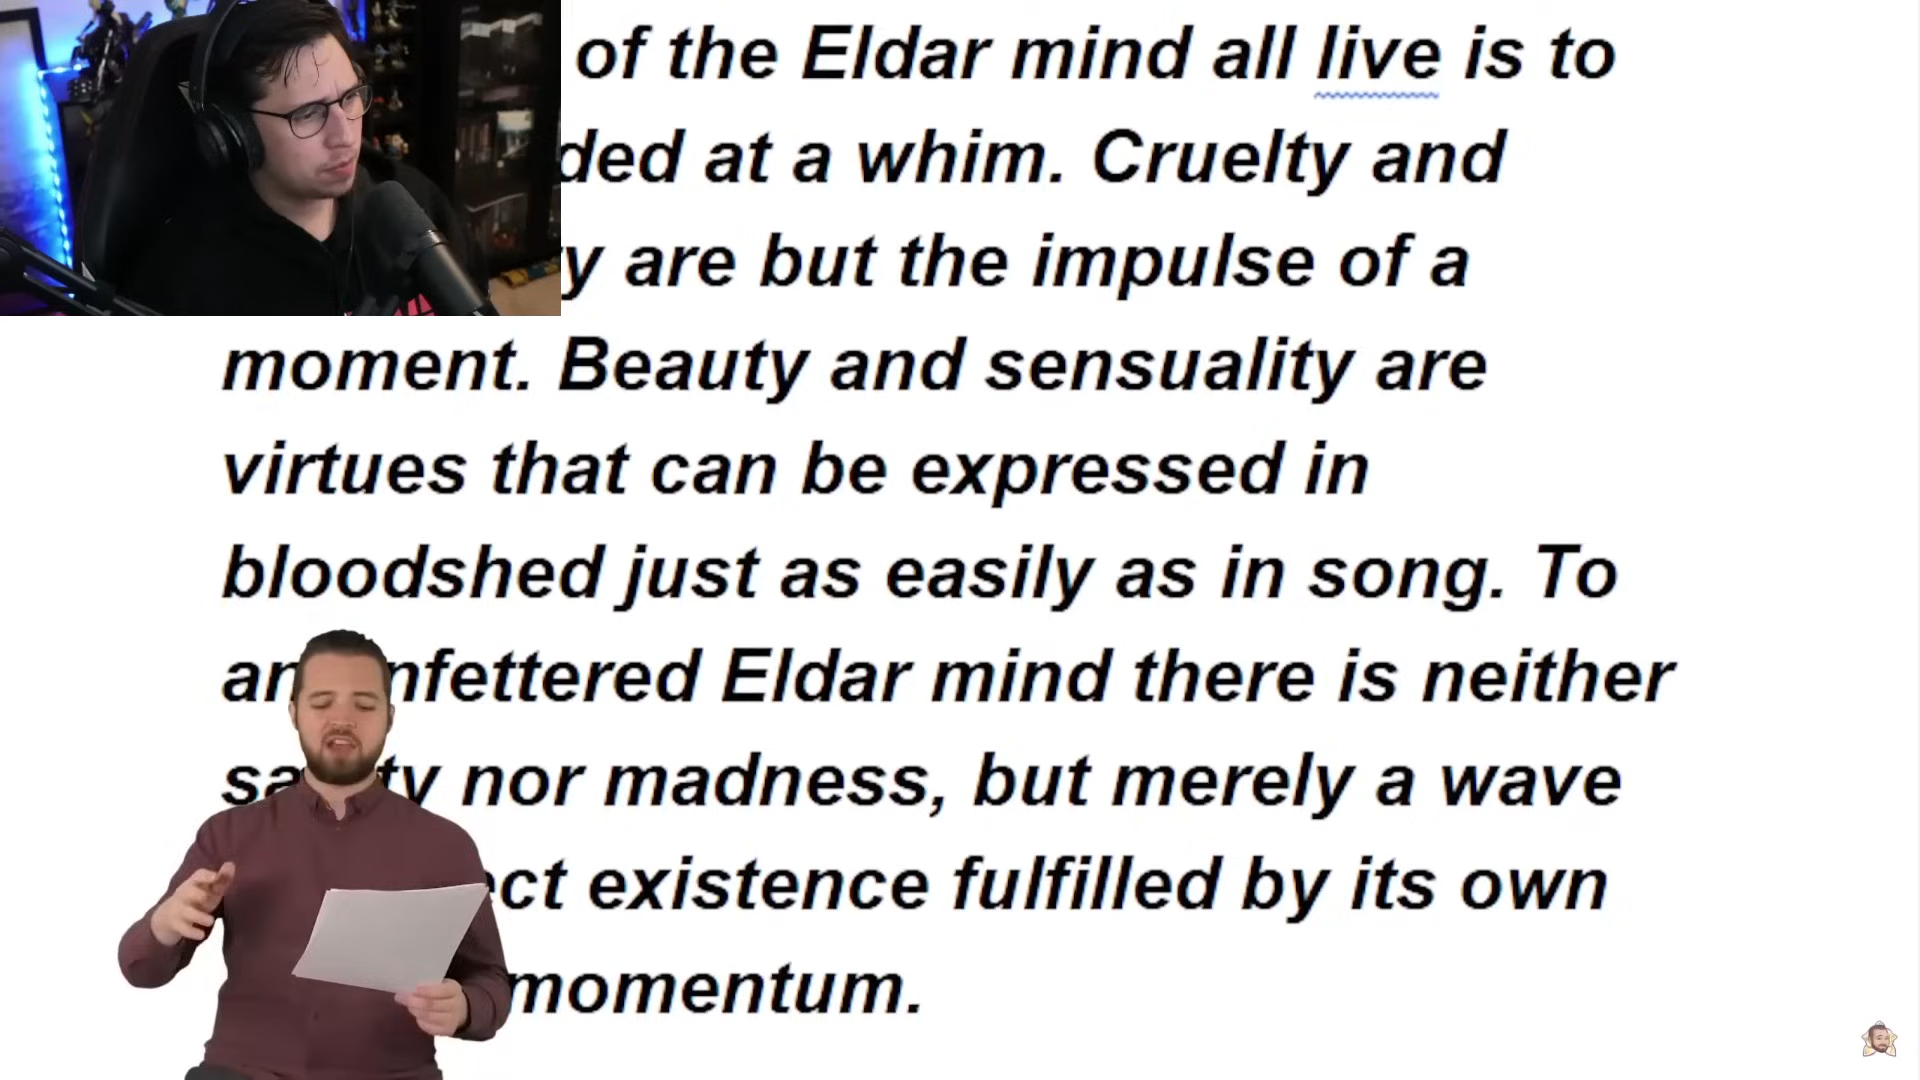 of the Eldar mind all live is to
at a whim. Cruelty and
are but the impulse of a
moment. Beauty and sensuality are
virtues that can be expressed in
bloodshed just as easily as in song. To
Eldar mind there is neither
nor madness, but merely a wave
existence fulfilled by its own
momentum.